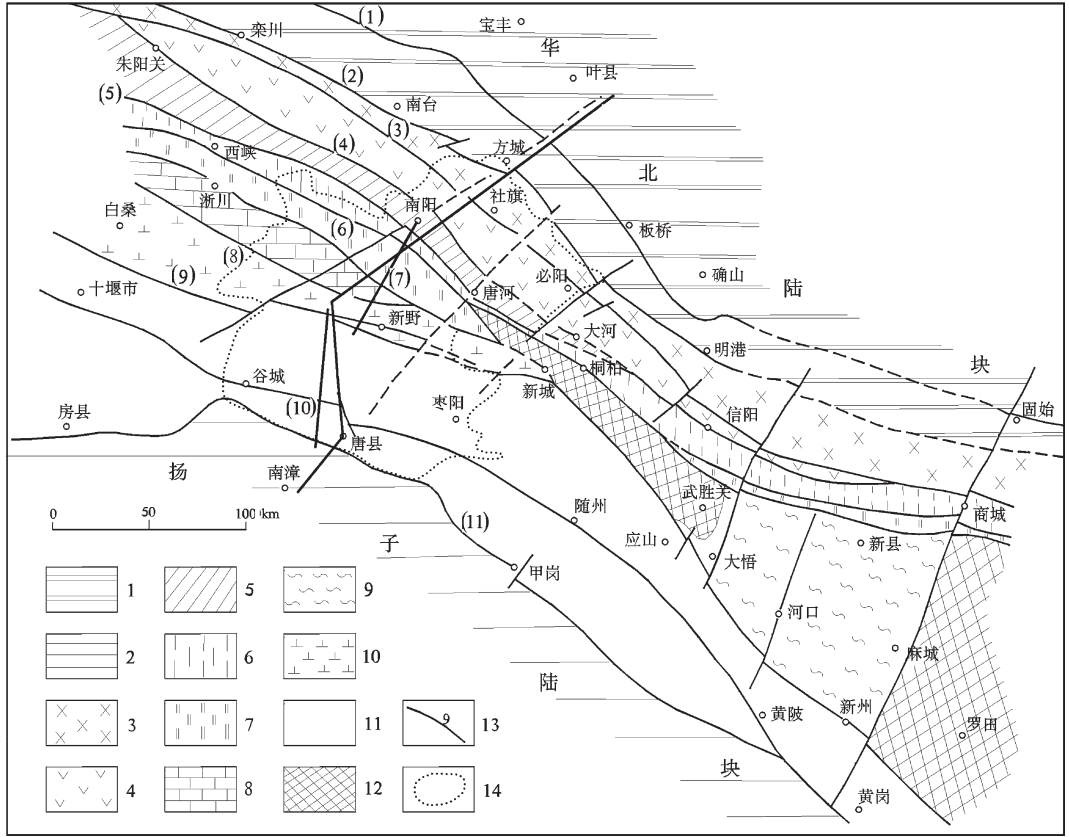 (1)
宝丰
栾川
华
朱阳关
叶县
(2)
(5)
南台
(3)
(4)
方城
西峡
北
淅川
社旗
白桑
南阳
(6)
板桥
(8)
(9)
(7)
必阳
确山
十堰市
唐河
陆
新野
大河
明港
桐柏
块
谷城
新城
(10)
枣阳
信阳
固始
房县
唐县
扬
南漳
武胜关
0 50 100 km
随州
商城
(11)
子
应山
新县
大悟
甲岗
1 5 9
河口
2 6 10
麻城
陆
3 7 11 9 13
黄陂
新州
罗田
块
4 8 12 14
黄岗